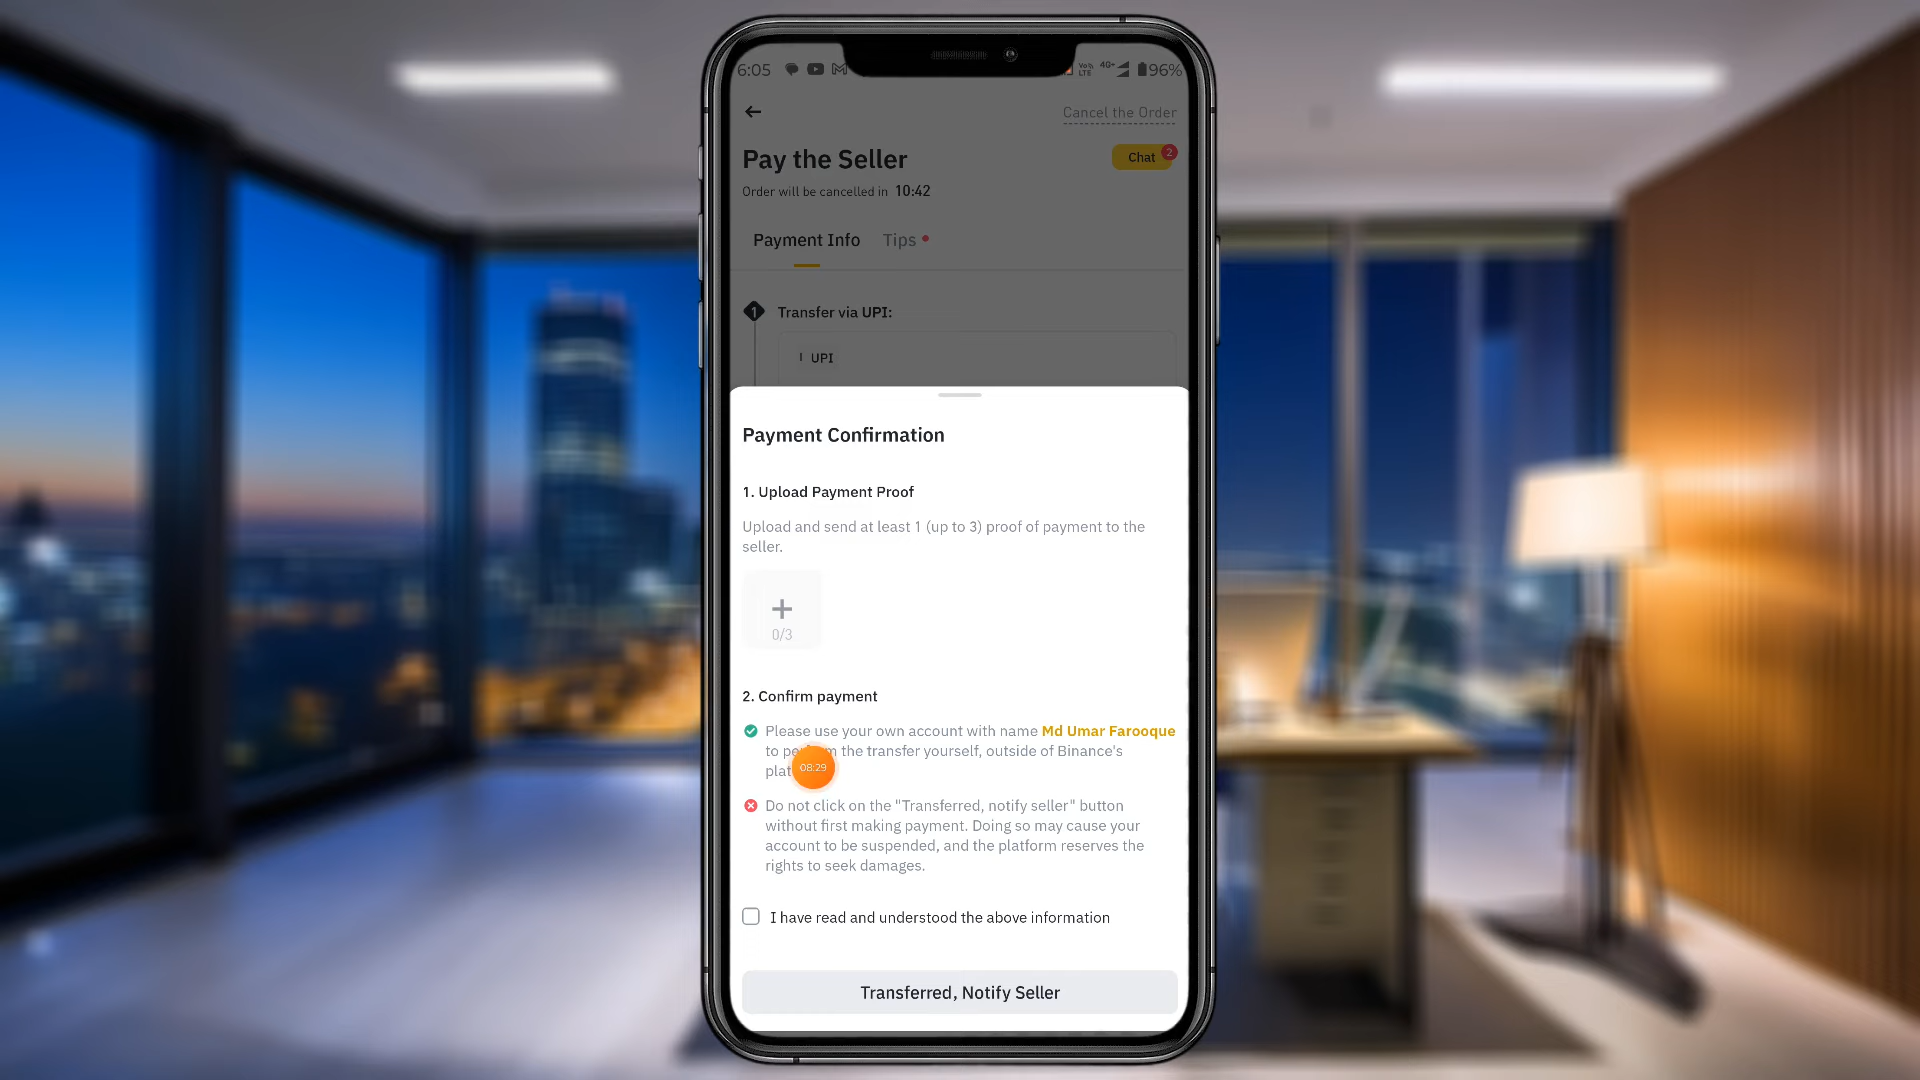 6:05 Vo)) LTE 4G+ 96%
Cancel the Order
Pay the Seller
Chat 2
Order will be cancelled in 10:42
Payment Info Tips
1 Transfer via UPI:
UPI
Payment Confirmation
1. Upload Payment Proof
Upload and send at least 1 (up to 3) proof of payment to the
seller.
+
0/3
2. Confirm payment
Please use your own account with name Md Umar Farooque
to the transfer yourself, outside of Binance's
08:29
Do not click on the "Transferred, notify seller" button
without first making payment. Doing so may cause your
account to be suspended, and the platform reserves the
rights to seek damages.
I have read and understood the above information
Transferred, Notify Seller